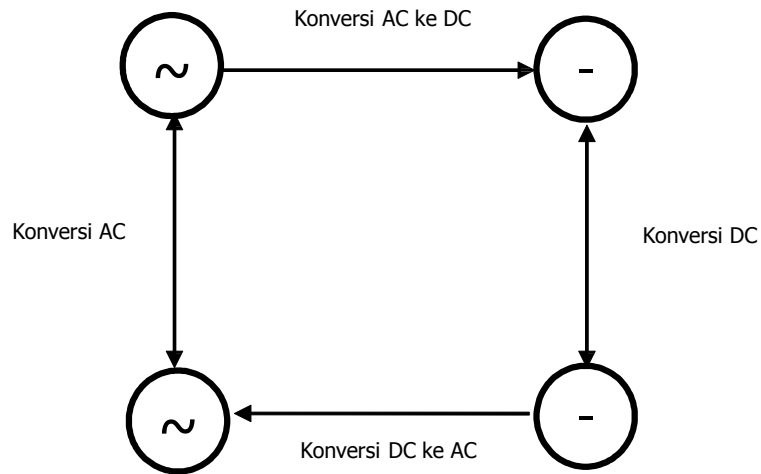 Konversi AC ke DC
~
-
Konversi AC
Konversi DC
~
-
Konversi DC ke AC